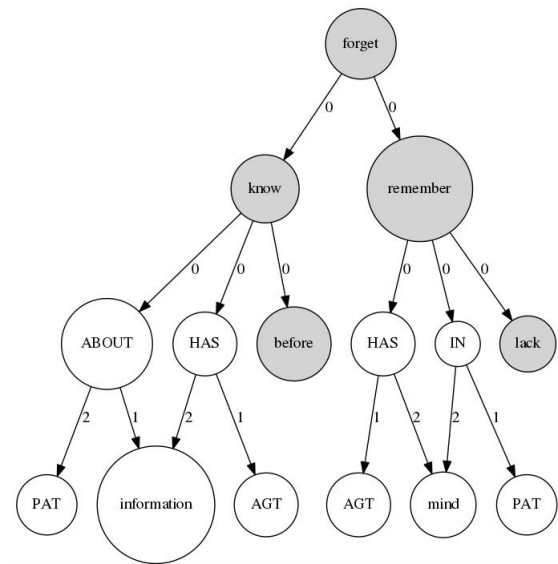 forget
0 0
know remember
0 0 0 0 0 0
ABOUT HAS before HAS IN lack
2 1 2 1 1 2 2 1
PAT information AGT AGT mind PAT